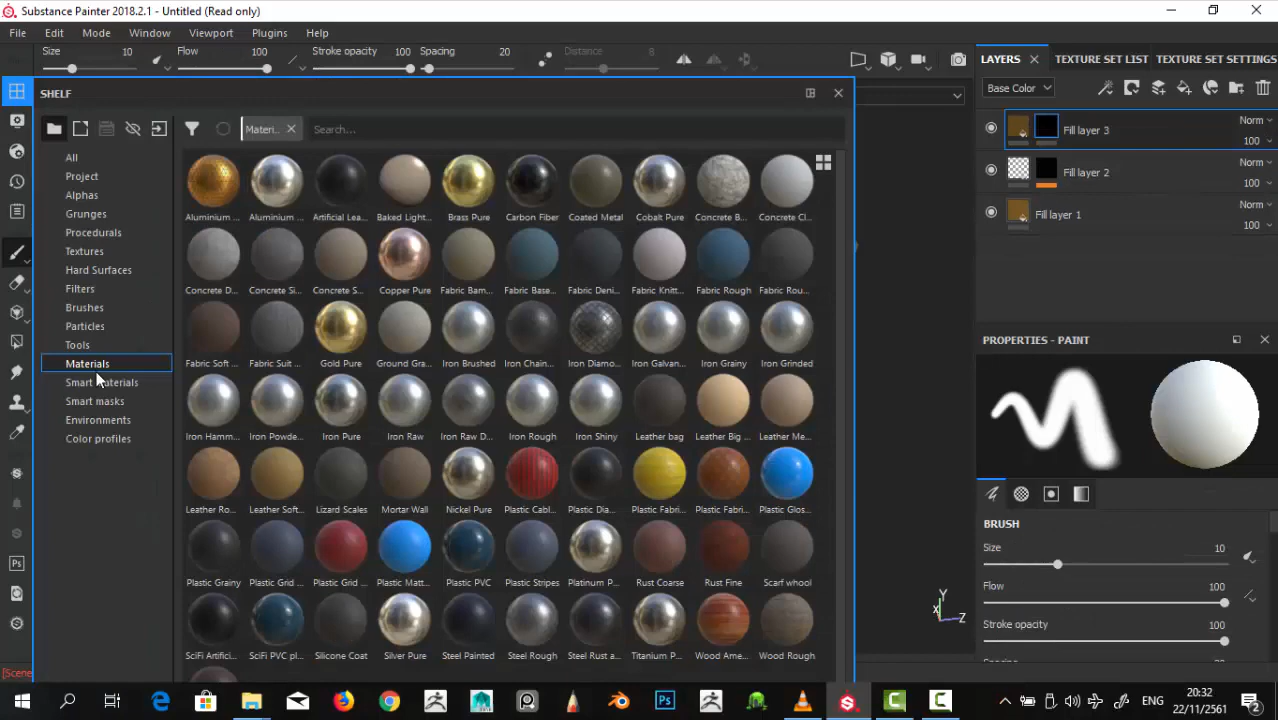 Substance Painter 2018.2.1 - Untitled (Read only)
File Edit Mode Window Viewport Plugins Help
Size 10 Flow 100 Stroke opacity 100 Spacing 20 Distance 8
LAYERS TEXTURE SET LIST TEXTURE SET SETTINGS
SHELF
Base Color
Materi... Search...
Fill layer 3 Norm 100
Fill layer 2 Norm 100
Fill layer 1 Norm 100
All
Project
Alphas
Grunges
Procedurals
Textures
Hard Surfaces
Filters
Brushes
Particles
Tools
Materials
Smart materials
Smart masks
Environments
Color profiles
Aluminium ... Aluminium ... Artificial Lea... Baked Light... Brass Pure Carbon Fiber Coated Metal Cobalt Pure Concrete B... Concrete Cl...
Concrete D... Concrete Si... Concrete S... Copper Pure Fabric Bam... Fabric Base... Fabric Deni... Fabric Knitt... Fabric Rough Fabric Rou...
Fabric Soft ... Fabric Suit ... Gold Pure Ground Gra... Iron Brushed Iron Chain... Iron Diamo... Iron Galvan... Iron Grainy Iron Grinded
Iron Hamm... Iron Powde... Iron Pure Iron Raw Iron Raw D... Iron Rough Iron Shiny Leather bag Leather Big ... Leather Me...
Leather Ro... Leather Soft... Lizard Scales Mortar Wall Nickel Pure Plastic Cabl... Plastic Dia... Plastic Fabri... Plastic Fabri... Plastic Glos...
Plastic Grainy Plastic Grid ... Plastic Grid ... Plastic Matt... Plastic PVC Plastic Stripes Platinum P... Rust Coarse Rust Fine Scarf whool
SciFi Artifici... SciFi PVC pl... Silicone Coat Silver Pure Steel Painted Steel Rough Steel Rust a... Titanium P... Wood Ame... Wood Rough
PROPERTIES - PAINT
BRUSH
Size 10
Flow 100
Stroke opacity 100
Y
X Z
[Scene
ENG
20:32
22/11/2561
2